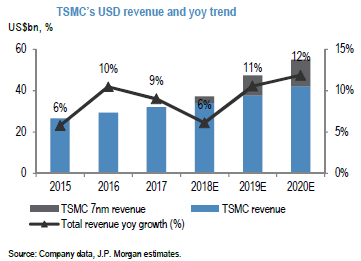 TSMC's USD revenue and yoy trend
US$bn, %
60
40
20
0
15%
10%
5%
0%
6%
10%
9%
6%
11%
12%
2015 2016 2017 2018E 2019E 2020E
TSMC 7nm revenue TSMC revenue
Total revenue yoy growth (%)
Source: Company data, J.P. Morgan estimates.